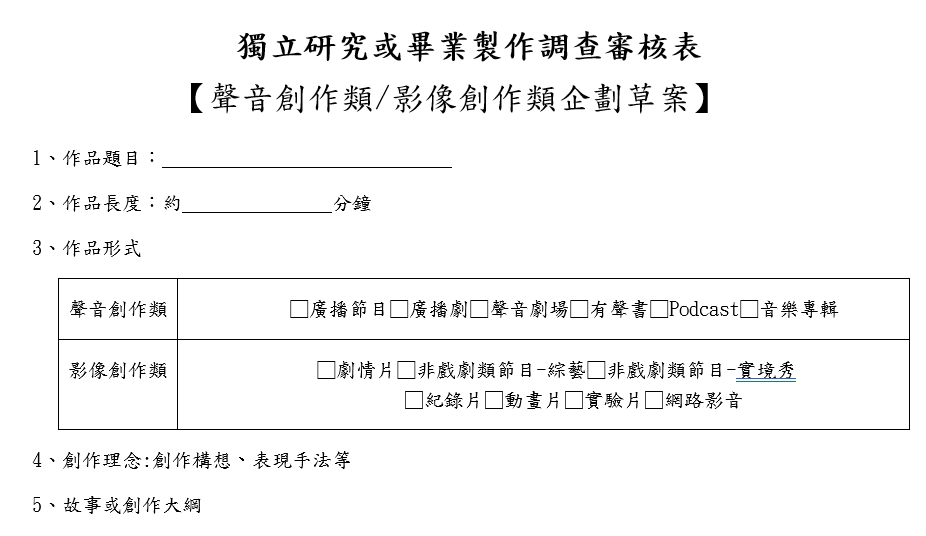 獨立研究或畢業製作調查審核表
【聲音創作類/影像創作類企劃草案】
1、作品題目：
2、作品長度：約　　　分鐘
3、作品形式
聲音創作類
□廣播節目□廣播劇□聲音劇場□有聲書□Podcast□音樂專輯
影像創作類
□劇情片□非戲劇類節目-綜藝□非戲劇類節目-實境秀
□紀錄片□動畫片□實驗片□網路影音
4、創作理念:創作構想、表現手法等
5、故事或創作大綱